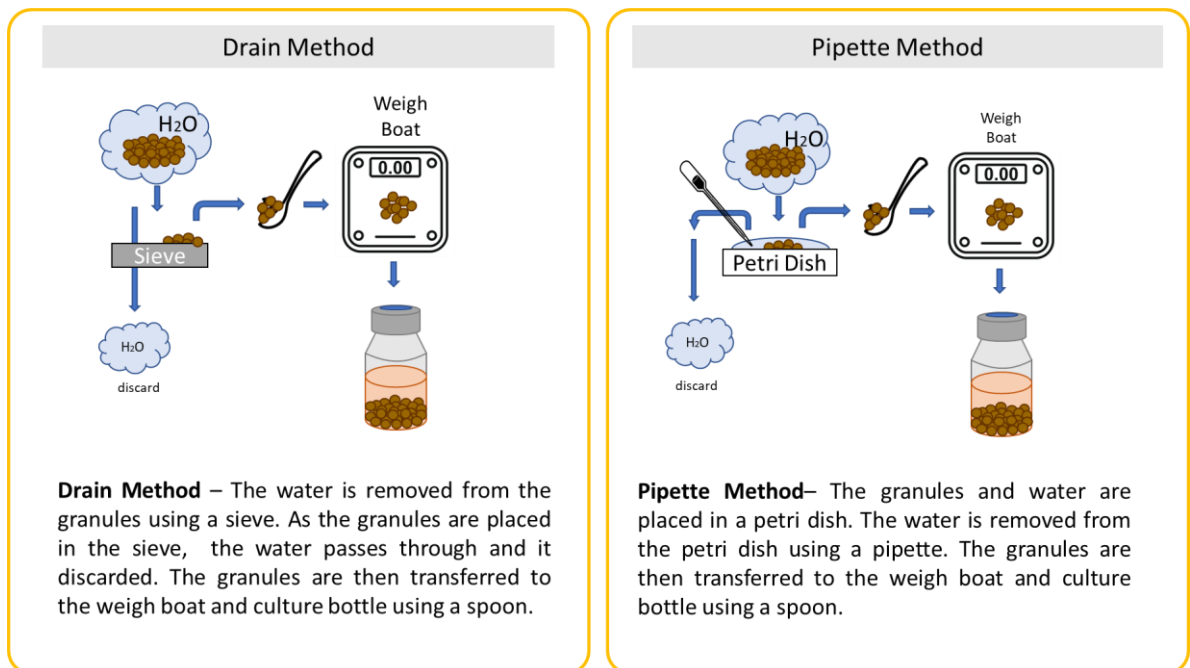 Drain Method
H₂O
Weigh
Boat
0.00
Sieve
H₂O
discard
Drain Method – The water is removed from the
granules using a sieve. As the granules are placed
in the sieve, the water passes through and it
discarded. The granules are then transferred to
the weigh boat and culture bottle using a spoon.
Pipette Method
H₂O
Weigh
Boat
0.00
Petri Dish
H₂O
discard
Pipette Method– The granules and water are
placed in a petri dish. The water is removed from
the petri dish using a pipette. The granules are
then transferred to the weigh boat and culture
bottle using a spoon.